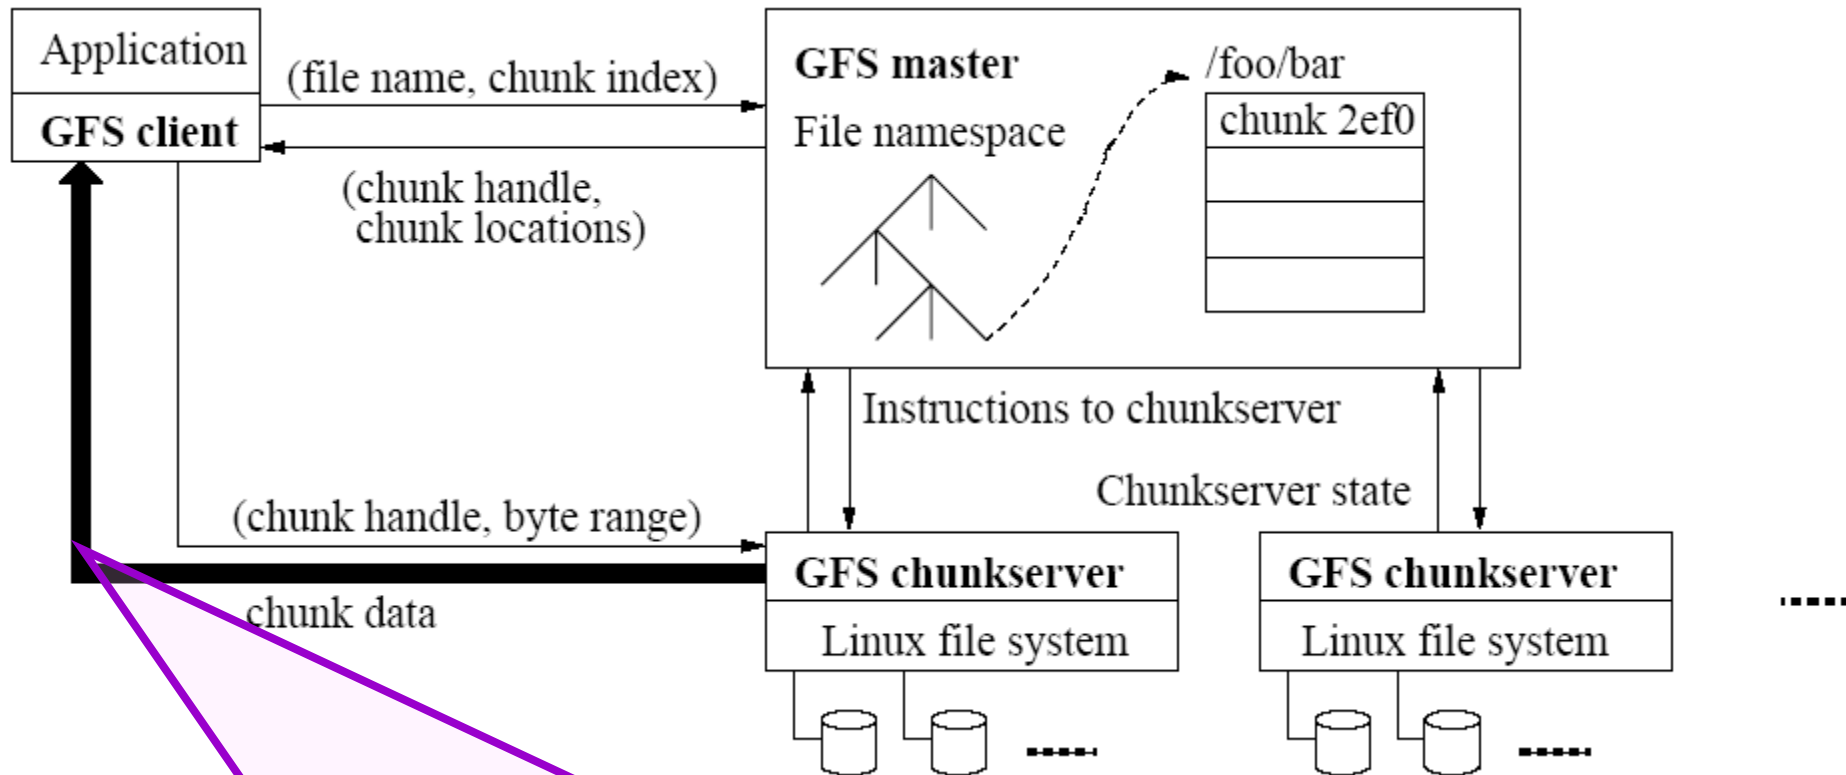 Application
GFS client
(file name, chunk index)
(chunk handle,
chunk locations)
GFS master
File namespace
/foo/bar
chunk 2ef0
Instructions to chunkserver
Chunkserver state
(chunk handle, byte range)
chunk data
GFS chunkserver
Linux file system
GFS chunkserver
Linux file system